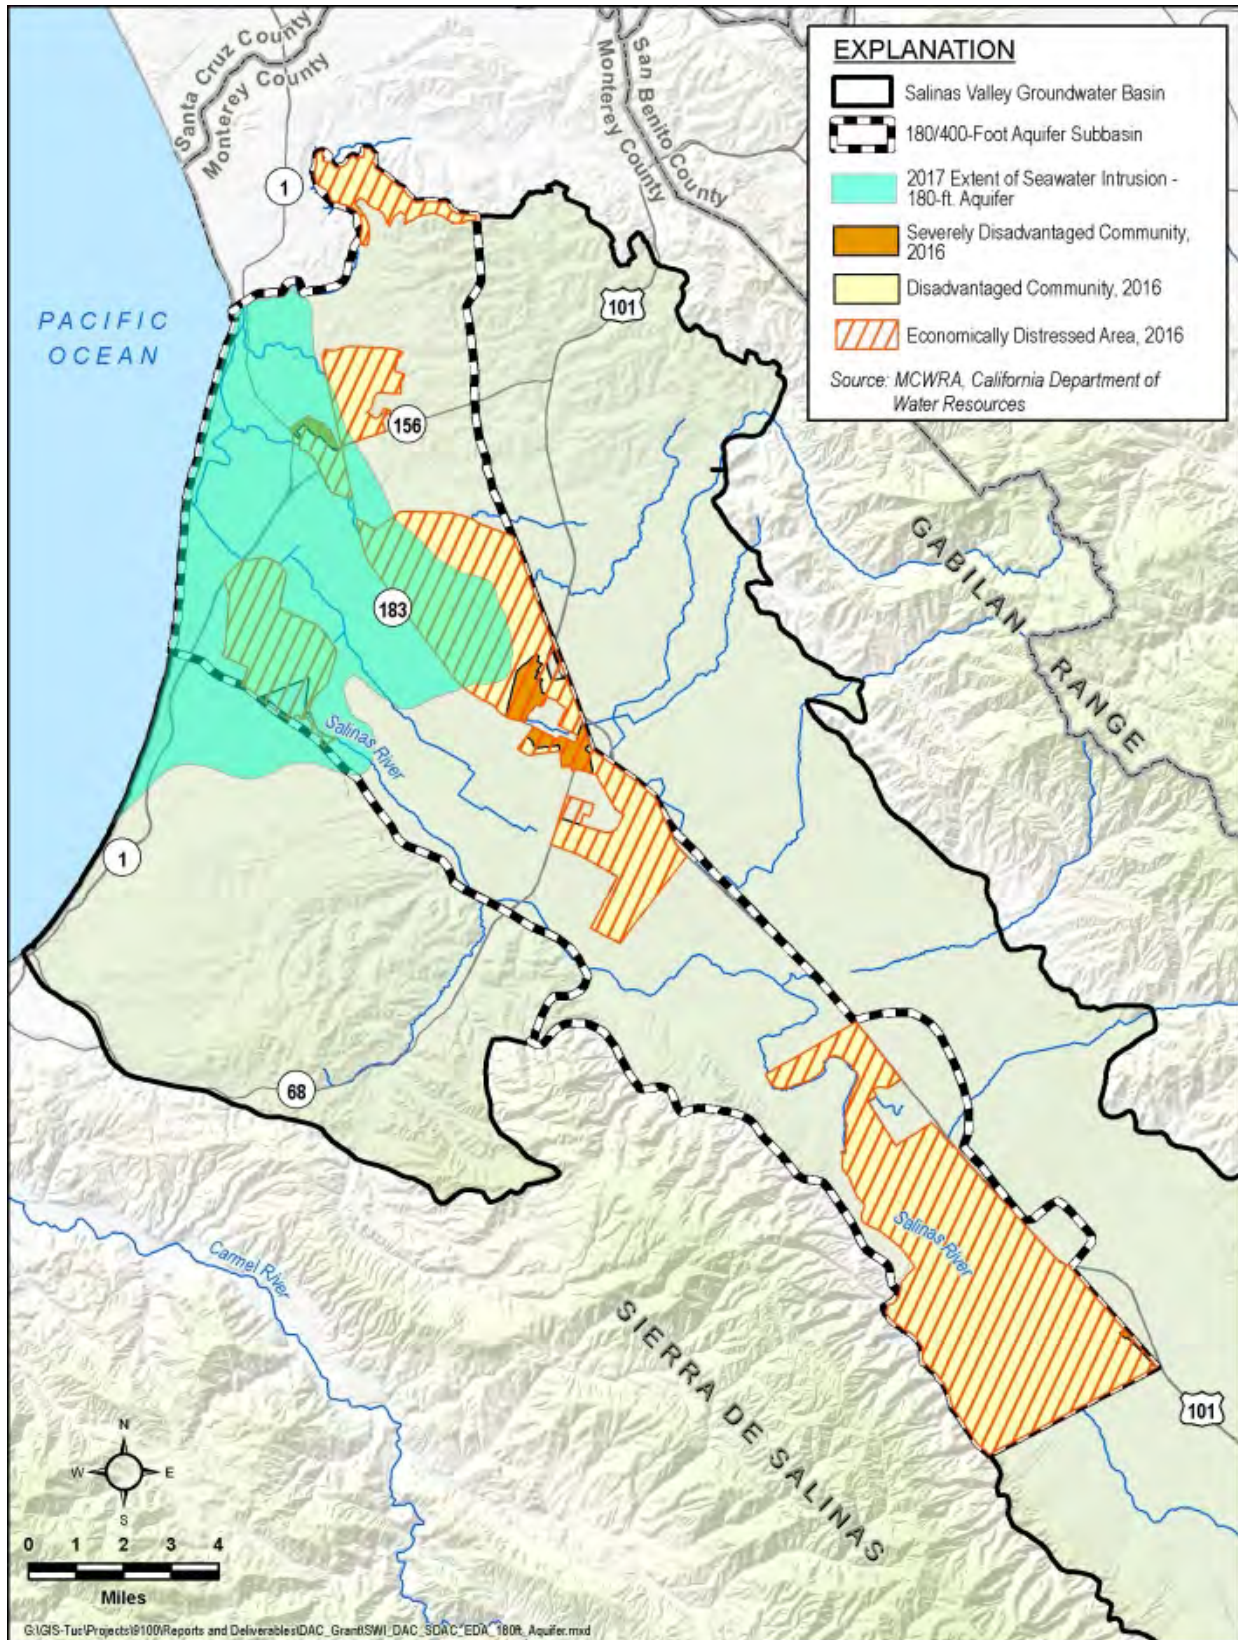 EXPLANATION
Salinas Valley Groundwater Basin
180/400-Foot Aquifer Subbasin
2017 Extent of Seawater Intrusion -
180-ft. Aquifer
Severely Disadvantaged Community,
2016
Disadvantaged Community, 2016
Economically Distressed Area, 2016
Source: MCWRA, California Department of
Water Resources
Santa Cruz County
Monterey County
San Benito County
Monterey County
1
101
PACIFIC
OCEAN
156
183
GABILAN
RANGE
Salinas River
1
68
Salinas River
Carmel River
SIERRA DE SALINAS
101
N
W
E
S
0 1 2 3 4
Miles
G:\GIS-Tuc\Projects\9100\Reports and Deliverables\DAC_Grant\SWI_DAC_SDAC_EDA_180ft_Aquifer.mxd